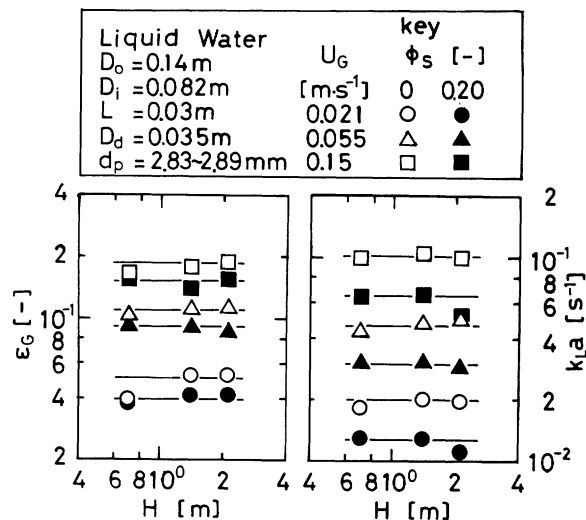 key
Liquid Water U_G ϕ_S [-]
D_o = 0.14m
D_i = 0.082m [m·s⁻¹] 0 0.20
L = 0.03m 0.021
D_d = 0.035m 0.055
d_p = 2.83~2.89mm 0.15
4
2
10⁻¹
8
6
4
2
ε_G [-]
4 6 8 10⁰ 2 4
H [m]
2
10⁻¹
8
6
4
2
10⁻²
k_La [s⁻¹]
4 6 8 10⁰ 2 4
H [m]